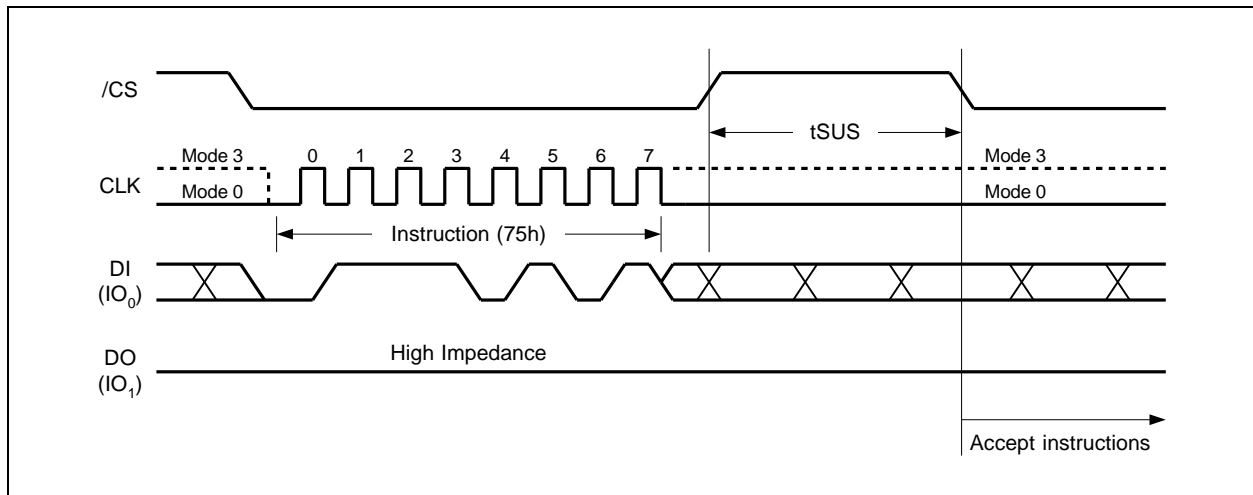 /CS
tSUS
Mode 3 0 1 2 3 4 5 6 7 Mode 3
CLK
Mode 0 Mode 0
Instruction (75h)
DI
(IO₀)
High Impedance
DO
(IO₁)
Accept instructions